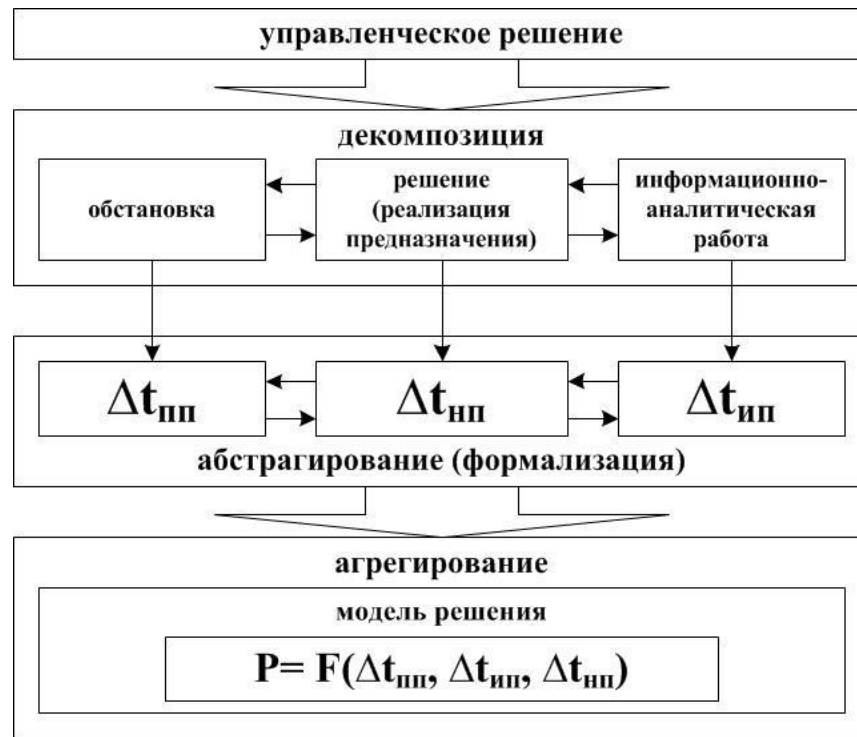 управленческое решение
декомпозиция
обстановка
решение
(реализация
предназначения)
информационно-
аналитическая
работа
Δtпп
Δtнп
Δtип
абстрагирование (формализация)
агрегирование
модель решения
P= F(Δtпп, Δtип, Δtнп)